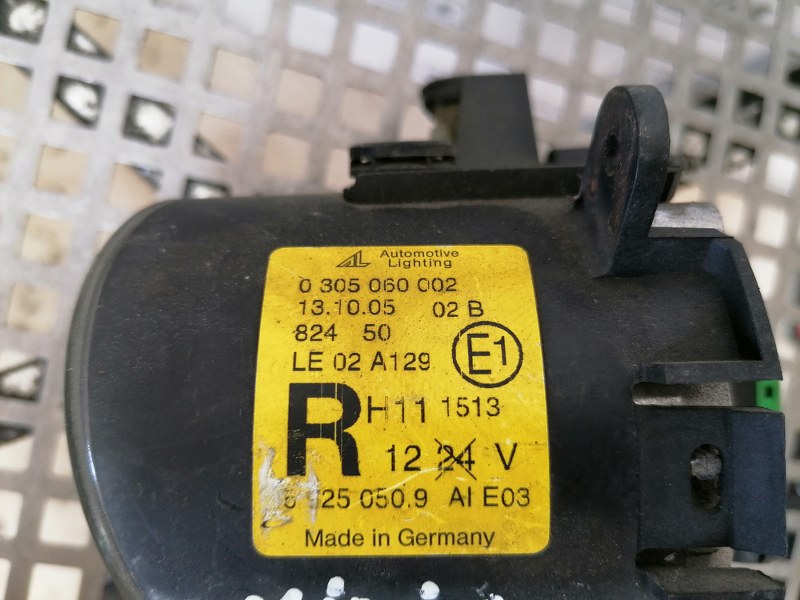 Automotive
Lighting
0 305 060 002
13.10.05 02 B
824 50
LE 02 A129 E1
R H11 1513
12 24 V
050.9 AI E03
Made in Germany